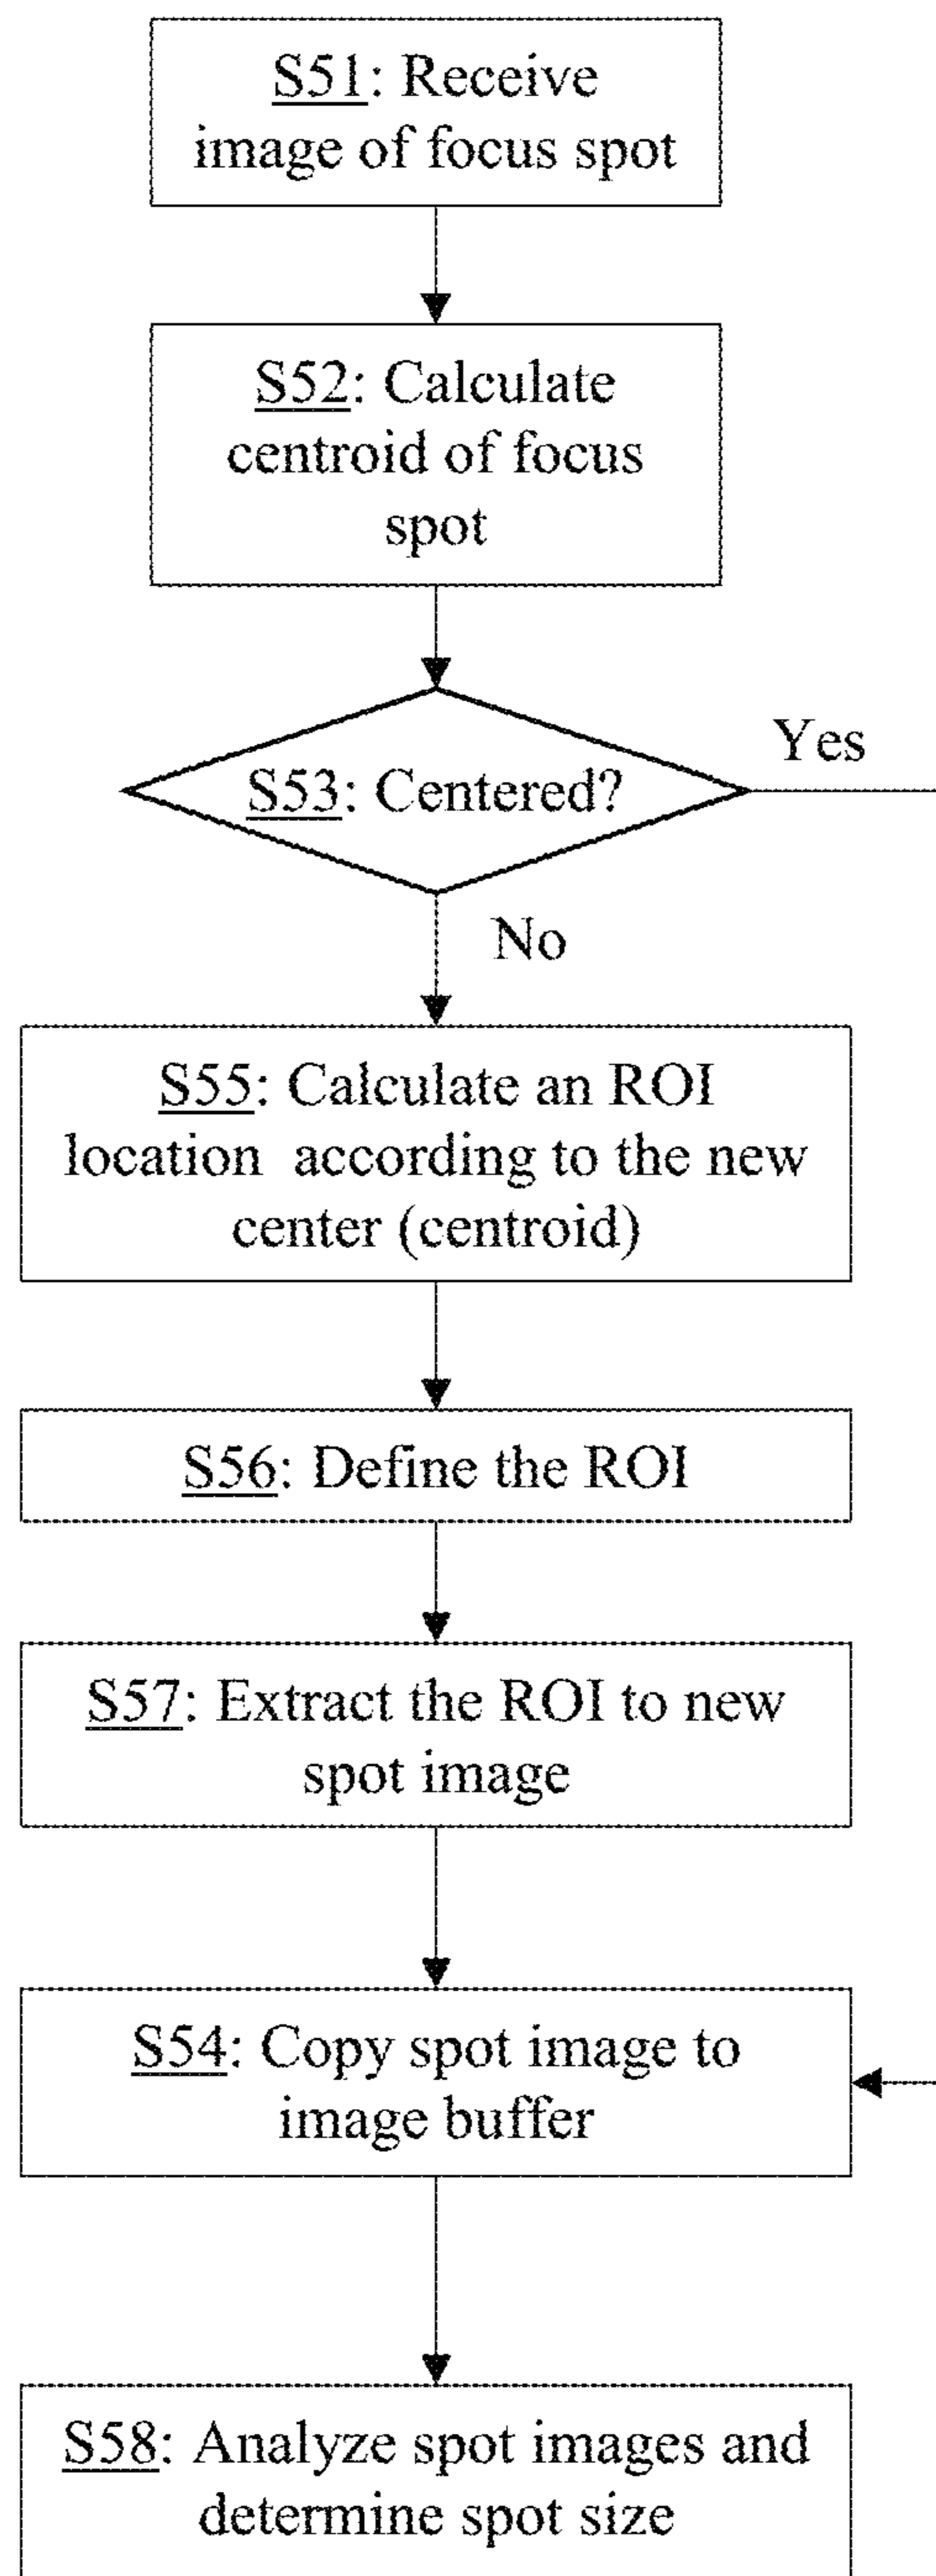 S51: Receive
image of focus spot
S52: Calculate
centroid of focus
spot
Yes
S53: Centered?
No
S55: Calculate an ROI
location according to the new
center (centroid)
S56: Define the ROI
S57: Extract the ROI to new
spot image
S54: Copy spot image to
image buffer
S58: Analyze spot images and
determine spot size